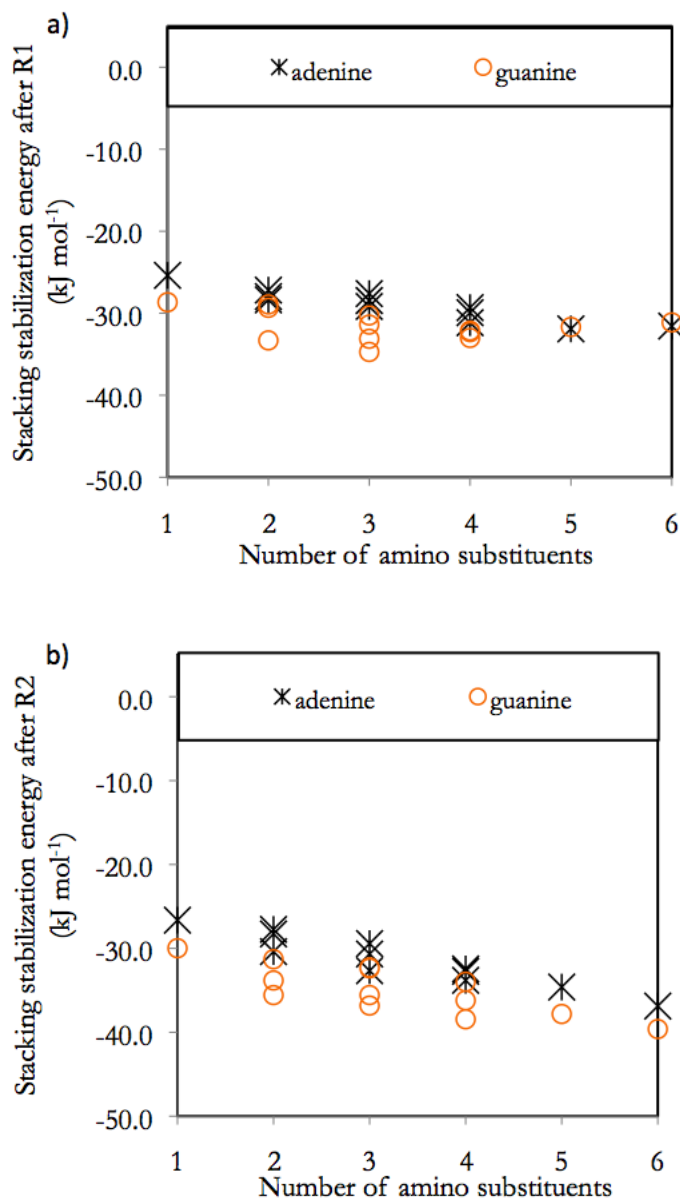 a)
Stacking stabilization energy after R1
(kJ mol-1)
0.0
-10.0
-20.0
-30.0
-40.0
-50.0
adenine
guanine
1 2 3 4 5 6
Number of amino substituents
b)
Stacking stabilization energy after R2
(kJ mol-1)
0.0
-10.0
-20.0
-30.0
-40.0
-50.0
adenine
guanine
1 2 3 4 5 6
Number of amino substituents